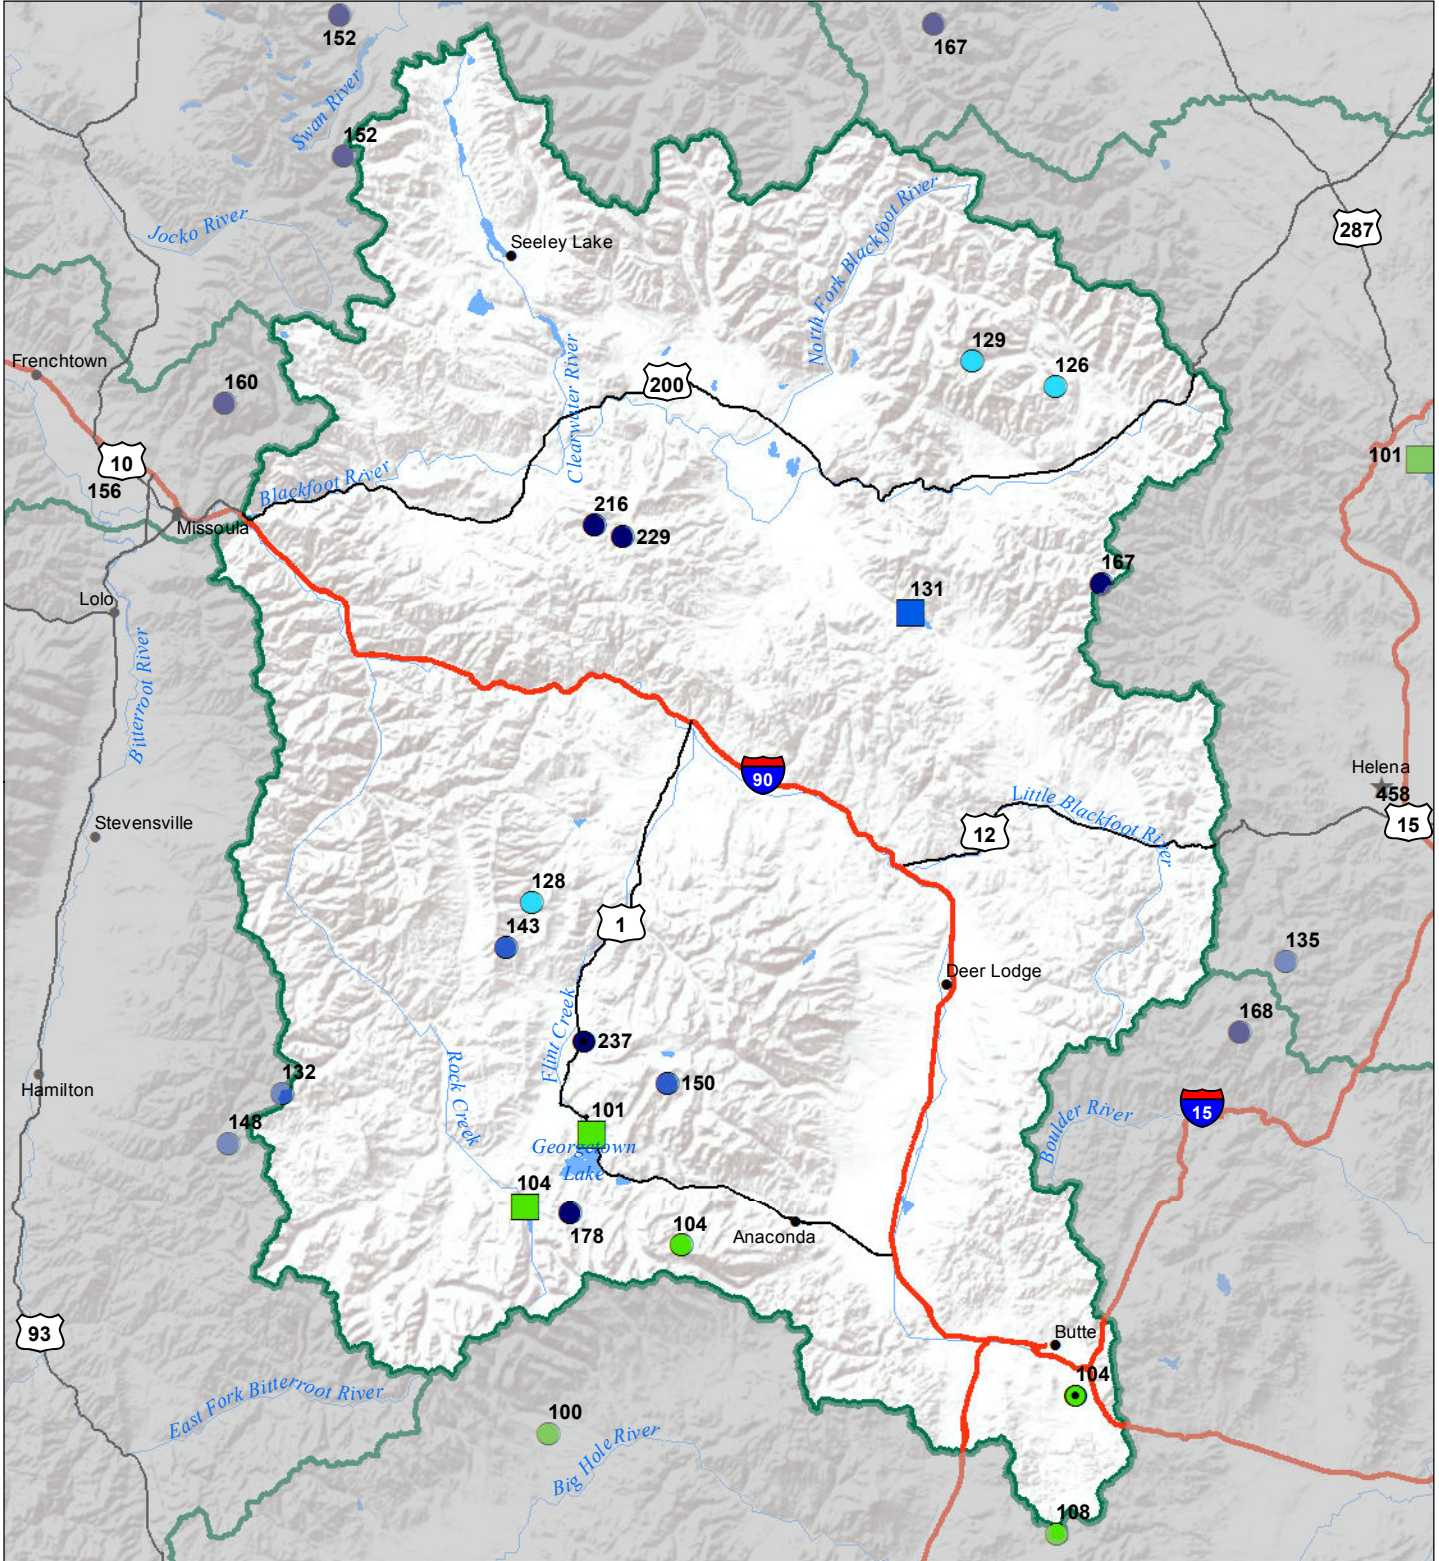 152
167
Swan River
152
287
Jocko River
North Fork Blackfoot River
Seeley Lake
129
126
Frenchtown
160
200
Clearwater River
10
101
156
Blackfoot River
Missoula
216
229
167
131
Lolo
Bitterroot River
90
Helena
458
15
Little Blackfoot River
12
Stevensville
128
1
143
135
Deer Lodge
168
Flint Creek
237
Rock Creek
150
132
Hamilton
101
15
Boulder River
148
Georgetown
Lake
104
178
104
Anaconda
93
Butte
104
East Fork Bitterroot River
100
Big Hole River
108